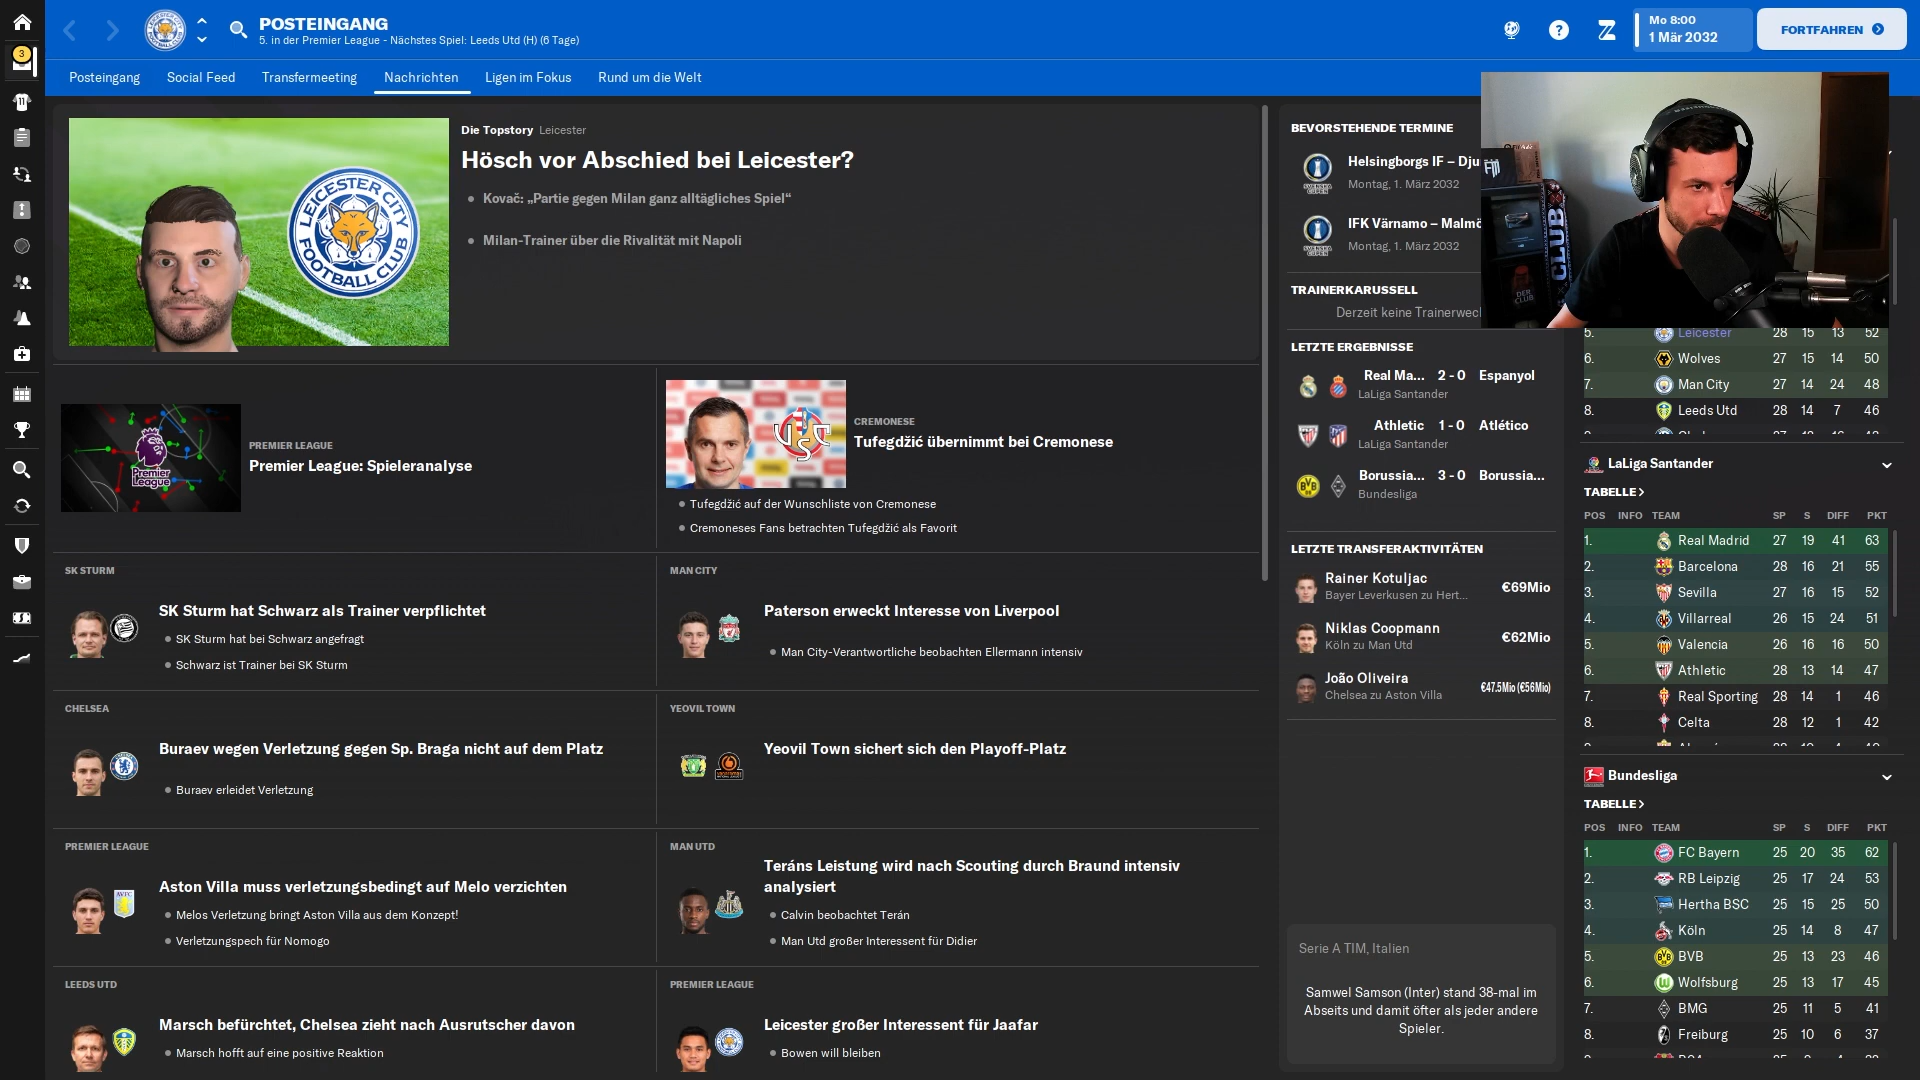 POSTEINGANG
5. in der Premier League - Nächstes Spiel: Leeds Utd (H) (6 Tage)
Mo 8:00
1 Mär 2032
FORTFAHREN
3
Posteingang
Social Feed
Transfermeeting
Nachrichten
Ligen im Fokus
Rund um die Welt
Die Topstory Leicester
Hösch vor Abschied bei Leicester?
Kovač: „Partie gegen Milan ganz alltägliches Spiel“
Milan-Trainer über die Rivalität mit Napoli
LEICESTER CITY
FOOTBALL CLUB
PREMIER LEAGUE
Premier League: Spieleranalyse
Premier League
CREMONESE
Tufegdžić übernimmt bei Cremonese
Tufegdžić auf der Wunschliste von Cremonese
Cremoneses Fans betrachten Tufegdžić als Favorit
SK STURM
SK Sturm hat Schwarz als Trainer verpflichtet
SK Sturm hat bei Schwarz angefragt
Schwarz ist Trainer bei SK Sturm
MAN CITY
Paterson erweckt Interesse von Liverpool
Man City-Verantwortliche beobachten Ellermann intensiv
CHELSEA
Buraev wegen Verletzung gegen Sp. Braga nicht auf dem Platz
Buraev erleidet Verletzung
YEOVIL TOWN
Yeovil Town sichert sich den Playoff-Platz
PREMIER LEAGUE
Aston Villa muss verletzungsbedingt auf Melo verzichten
Melos Verletzung bringt Aston Villa aus dem Konzept!
Verletzungspech für Nomogo
MAN UTD
Teráns Leistung wird nach Scouting durch Braund intensiv
analysiert
Calvin beobachtet Terán
Man Utd großer Interessent für Didier
LEEDS UTD
Marsch befürchtet, Chelsea zieht nach Ausrutscher davon
Marsch hofft auf eine positive Reaktion
PREMIER LEAGUE
Leicester großer Interessent für Jaafar
Bowen will bleiben
BEVORSTEHENDE TERMINE
Helsingborgs IF – Dju
Montag, 1. März 2032
IFK Värnamo – Malmö
Montag, 1. März 2032
TRAINERKARUSSELL
Derzeit keine Trainerwec
LETZTE ERGEBNISSE
Real Ma... 2 - 0 Espanyol
LaLiga Santander
Athletic 1 - 0 Atlético
LaLiga Santander
Borussia... 3 - 0 Borussia...
Bundesliga
LETZTE TRANSFERAKTIVITÄTEN
Rainer Kotuljac
Bayer Leverkusen zu Hert...
€69Mio
Niklas Coopmann
Köln zu Man Utd
€62Mio
João Oliveira
Chelsea zu Aston Villa
€47.5Mio (€56Mio)
Serie A TIM, Italien
Samwel Samson (Inter) stand 38-mal im
Abseits und damit öfter als jeder andere
Spieler.
CLUB
DER
CLUB
5. Leicester 28 15 13 52
6. Wolves 27 15 14 50
7. Man City 27 14 24 48
8. Leeds Utd 28 14 7 46
LaLiga Santander
TABELLE
POS INFO TEAM SP S DIFF PKT
1. Real Madrid 27 19 41 63
2. Barcelona 28 16 21 55
3. Sevilla 27 16 15 52
4. Villarreal 26 15 24 51
5. Valencia 26 16 16 50
6. Athletic 28 13 14 47
7. Real Sporting 28 14 1 46
8. Celta 28 12 1 42
Bundesliga
TABELLE
POS INFO TEAM SP S DIFF PKT
1. FC Bayern 25 20 35 62
2. RB Leipzig 25 17 24 53
3. Hertha BSC 25 15 25 50
4. Köln 25 14 8 47
5. BVB 25 13 23 46
6. Wolfsburg 25 13 17 45
7. BMG 25 11 5 41
8. Freiburg 25 10 6 37